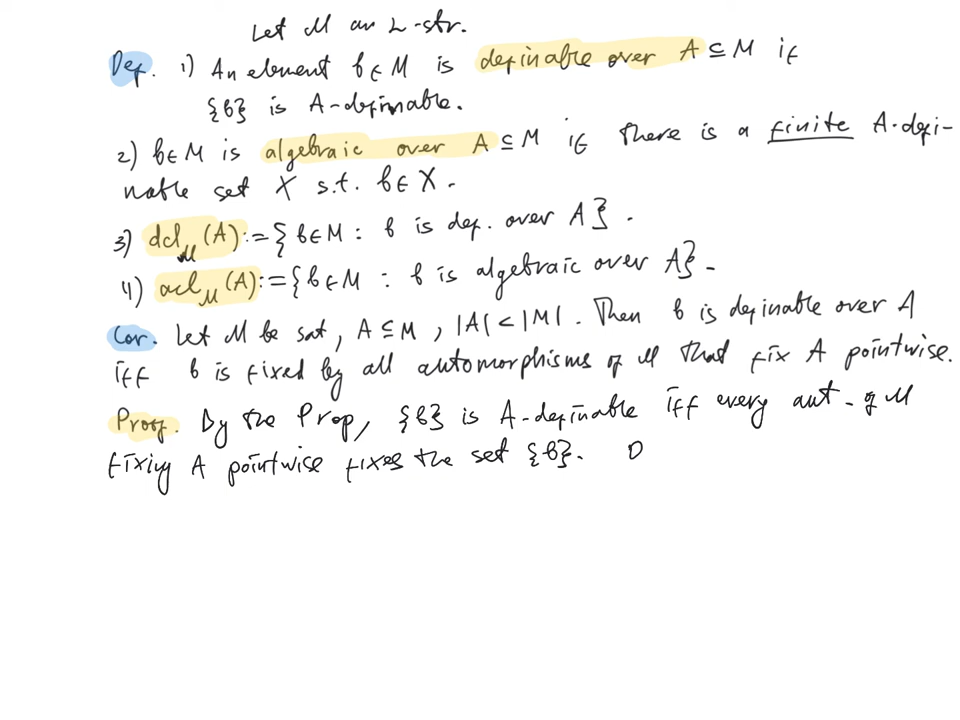 Let M an L-str.
Def. 1) An element b∈M is definable over A ⊆ M if
{b} is A-definable.
2) b∈M is algebraic over A ⊆ M if there is a finite A-defi-
nable set X s.t. b∈X.
3) dcl_M(A) := {b∈M : b is def. over A}.
4) acl_M(A) := {b∈M : b is algebraic over A}.
Cor. Let M be sat, A ⊆ M, |A| < |M|. Then b is definable over A
iff b is fixed by all automorphisms of M that fix A pointwise.
Proof. By the Prop, {b} is A-definable iff every aut. of M
fixing A pointwise fixes the set {b}. □